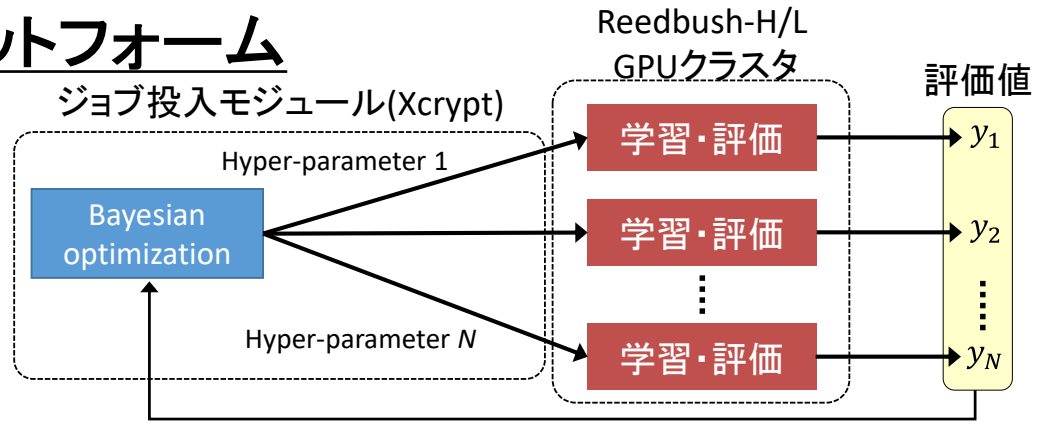 ットフォーム
Reedbush-H/L
GPUクラスタ
評価値
ジョブ投入モジュール(Xcrypt)
Hyper-parameter 1
学習・評価
y₁
Bayesian
optimization
学習・評価
y₂
Hyper-parameter N
学習・評価
y_N